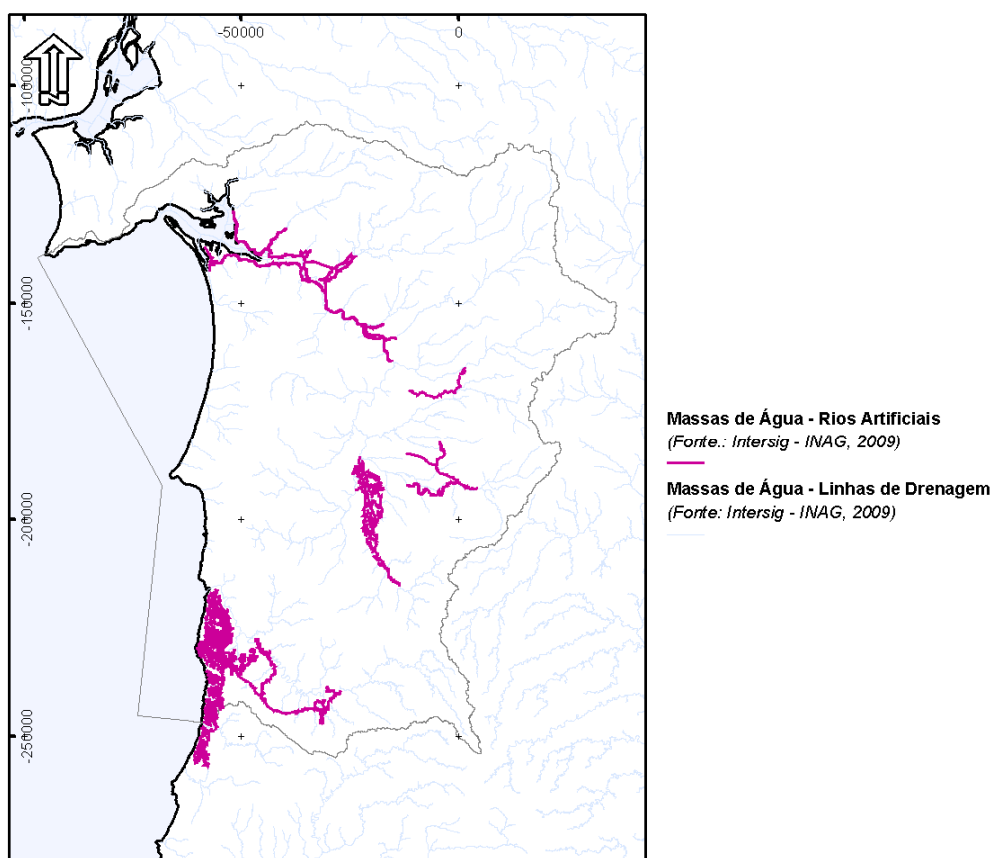 -50000
0
-100000
-150000
-200000
-250000
N
Massas de Água - Rios Artificiais
(Fonte.: Intersig - INAG, 2009)
Massas de Água - Linhas de Drenagem
(Fonte: Intersig - INAG, 2009)